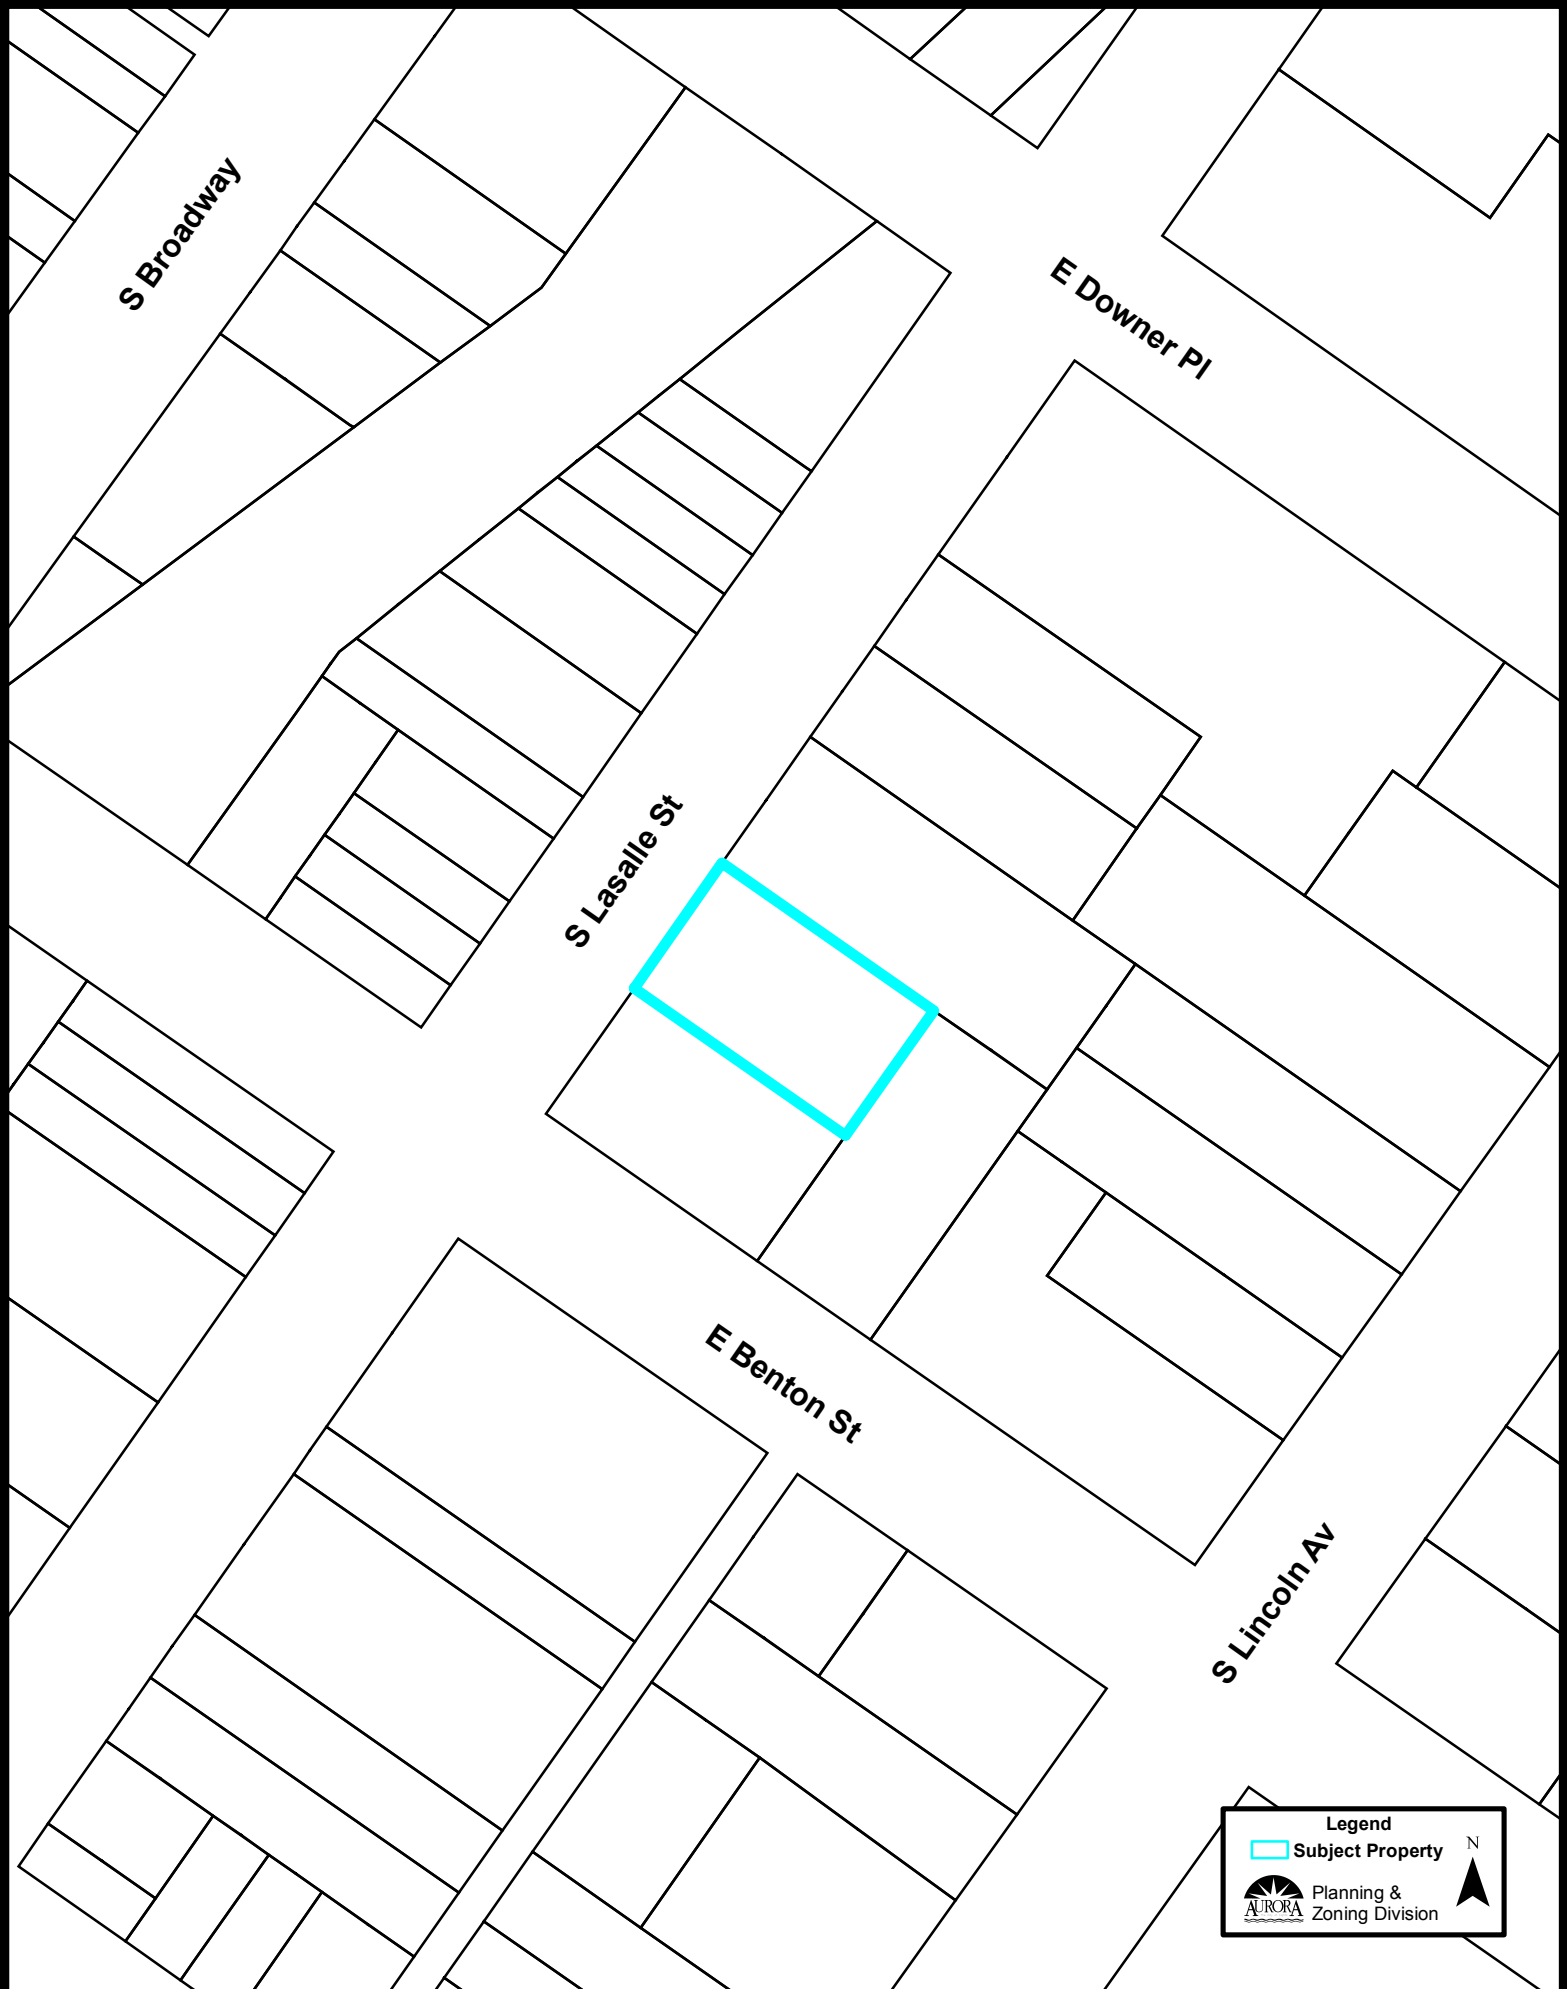 S Broadway
E Downer Pl
S Lasalle St
E Benton St
S Lincoln Av
Legend
Subject Property
N
AURORA
Planning &
Zoning Division